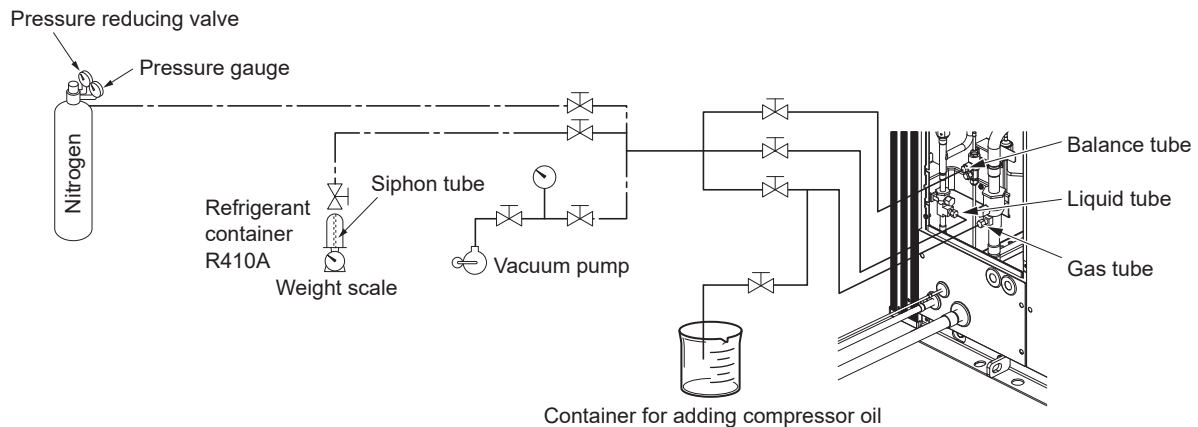 Pressure reducing valve
Pressure gauge
Nitrogen
Siphon tube
Refrigerant
container
R410A
Weight scale
Vacuum pump
Balance tube
Liquid tube
Gas tube
Container for adding compressor oil